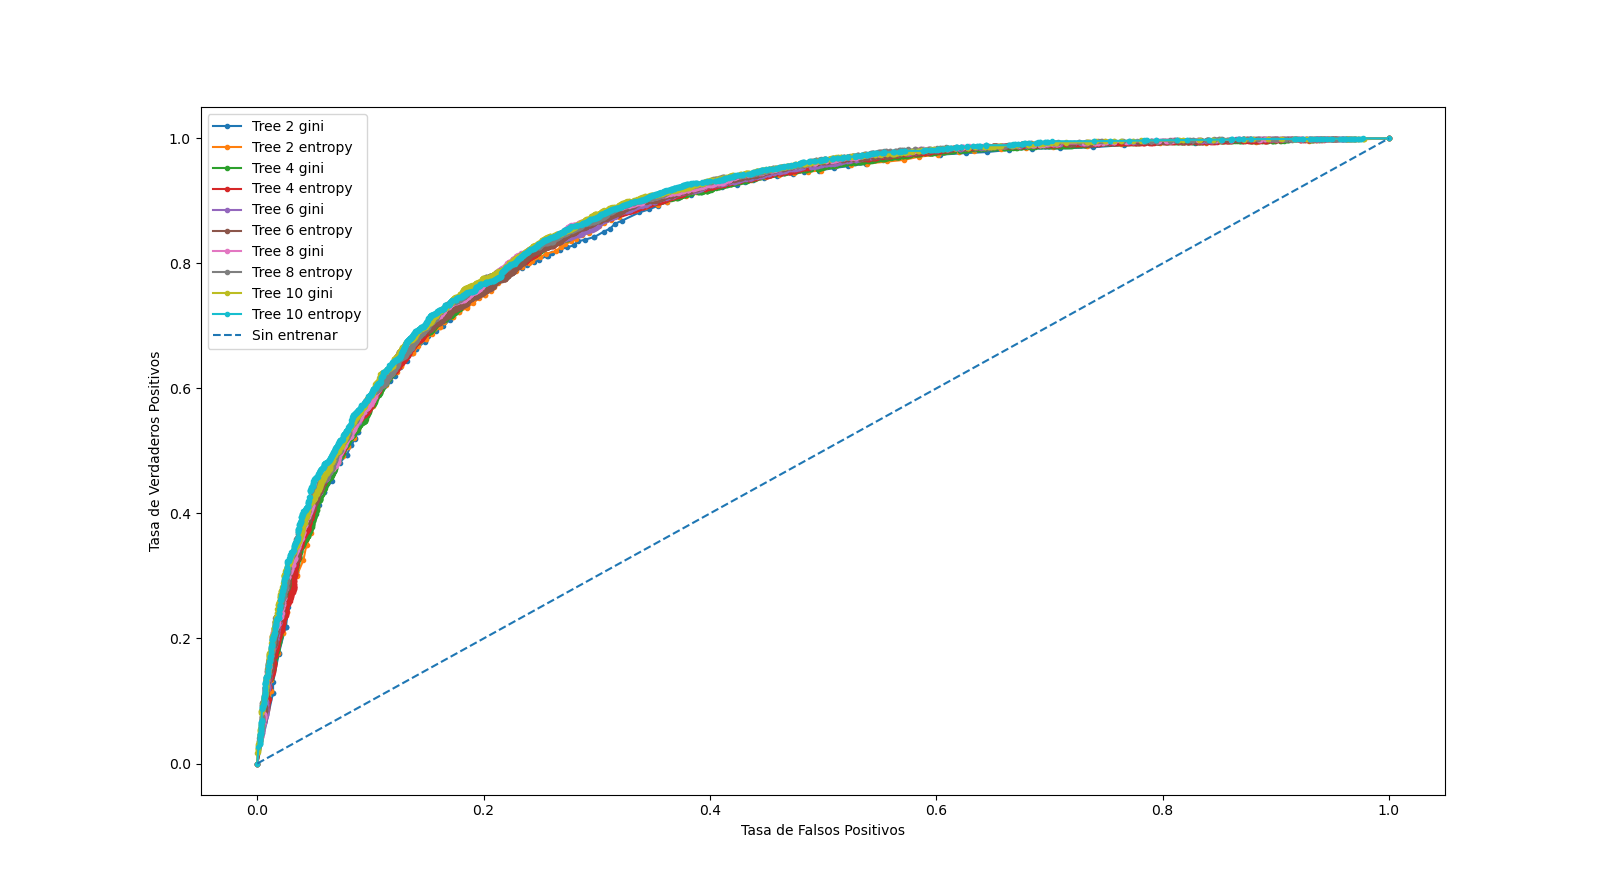 Tree 2 gini
Tree 2 entropy
Tree 4 gini
Tree 4 entropy
Tree 6 gini
Tree 6 entropy
Tree 8 gini
Tree 8 entropy
Tree 10 gini
Tree 10 entropy
Sin entrenar
1.0
0.8
0.6
0.4
0.2
0.0
Tasa de Verdaderos Positivos
0.0 0.2 0.4 0.6 0.8 1.0
Tasa de Falsos Positivos